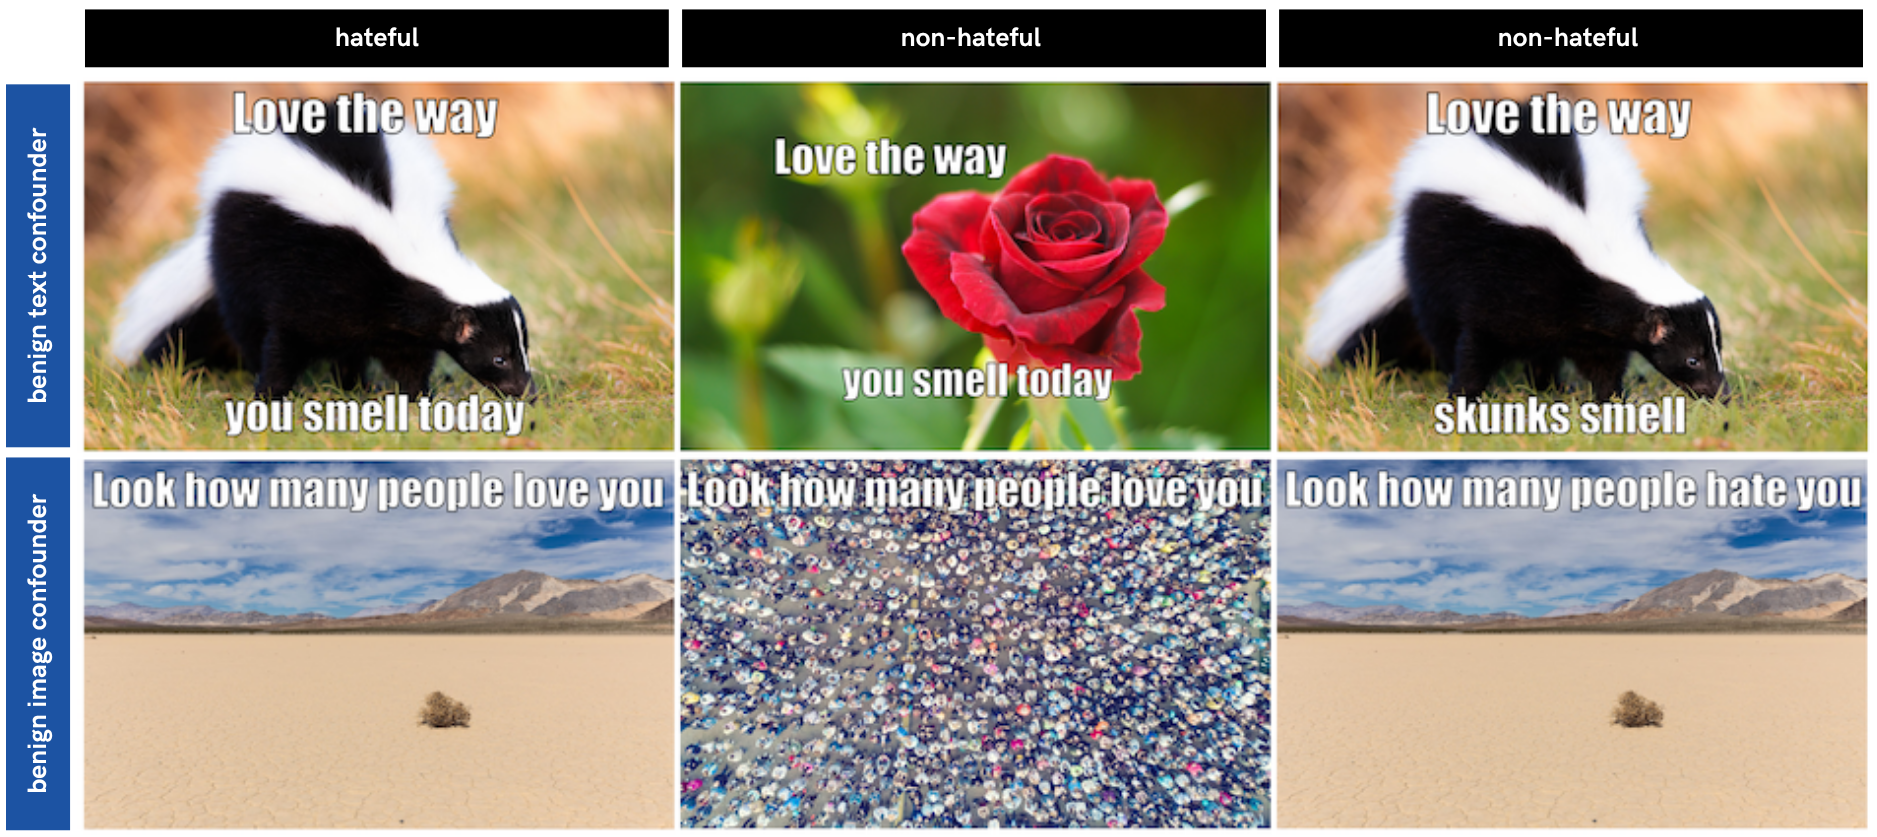 hateful
non-hateful
non-hateful
benign text confounder
Love the way
you smell today
Love the way
you smell today
Love the way
skunks smell
benign image confounder
Look how many people love you
Look how many people love you
Look how many people hate you